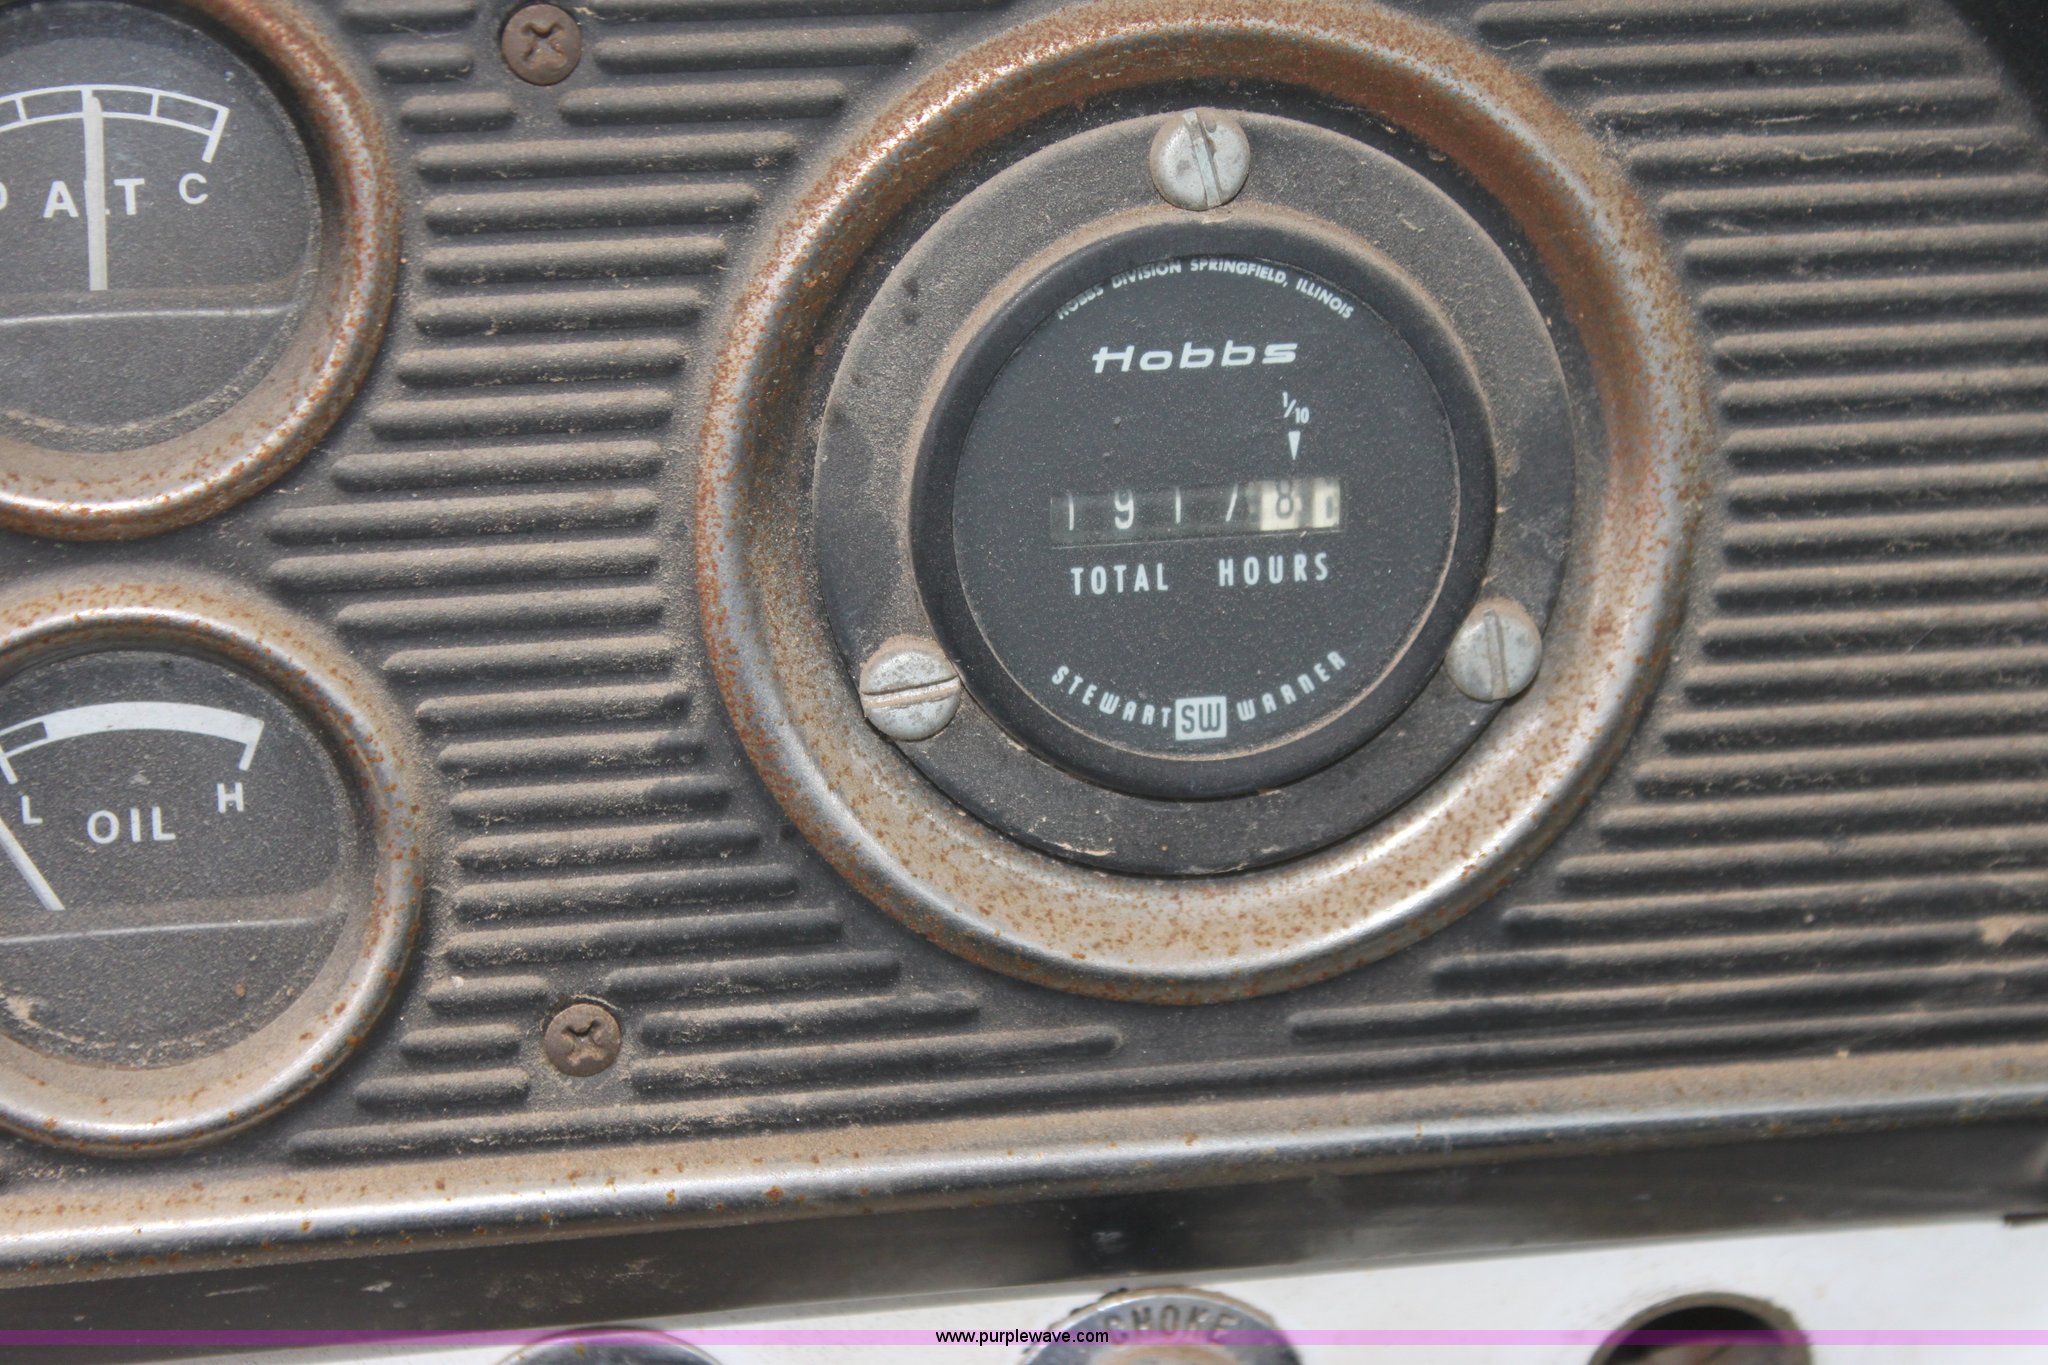 ALT C
HOBBS DIVISION SPRINGFIELD, ILLINOIS
Hobbs
1/10
1 9 1 7 8
TOTAL HOURS
STEWART SW WARNER
L OIL H
CHOKE
www.purplewave.com